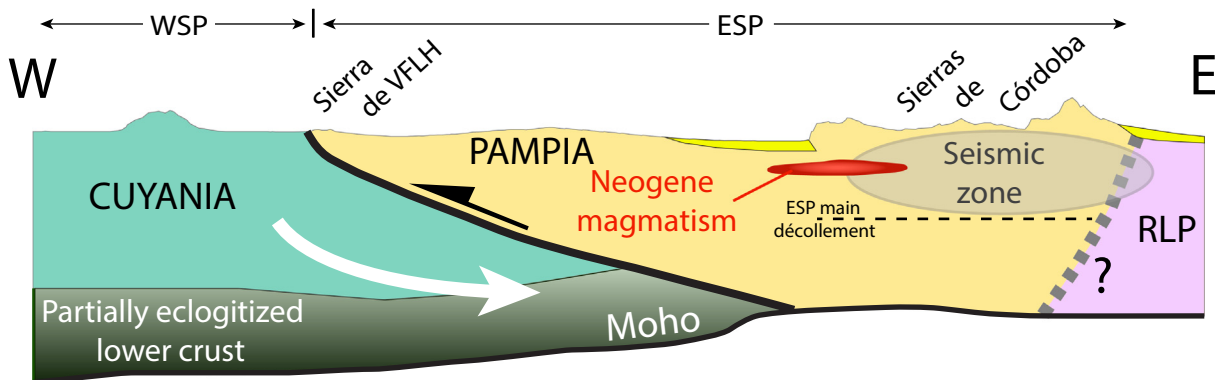 WSP
ESP
W
Sierra
de VFLH
Sierras
de
Córdoba
E
PAMPIA
Seismic
zone
CUYANIA
Neogene
magmatism
ESP main
décollement
RLP
?
Partially eclogitized
lower crust
Moho